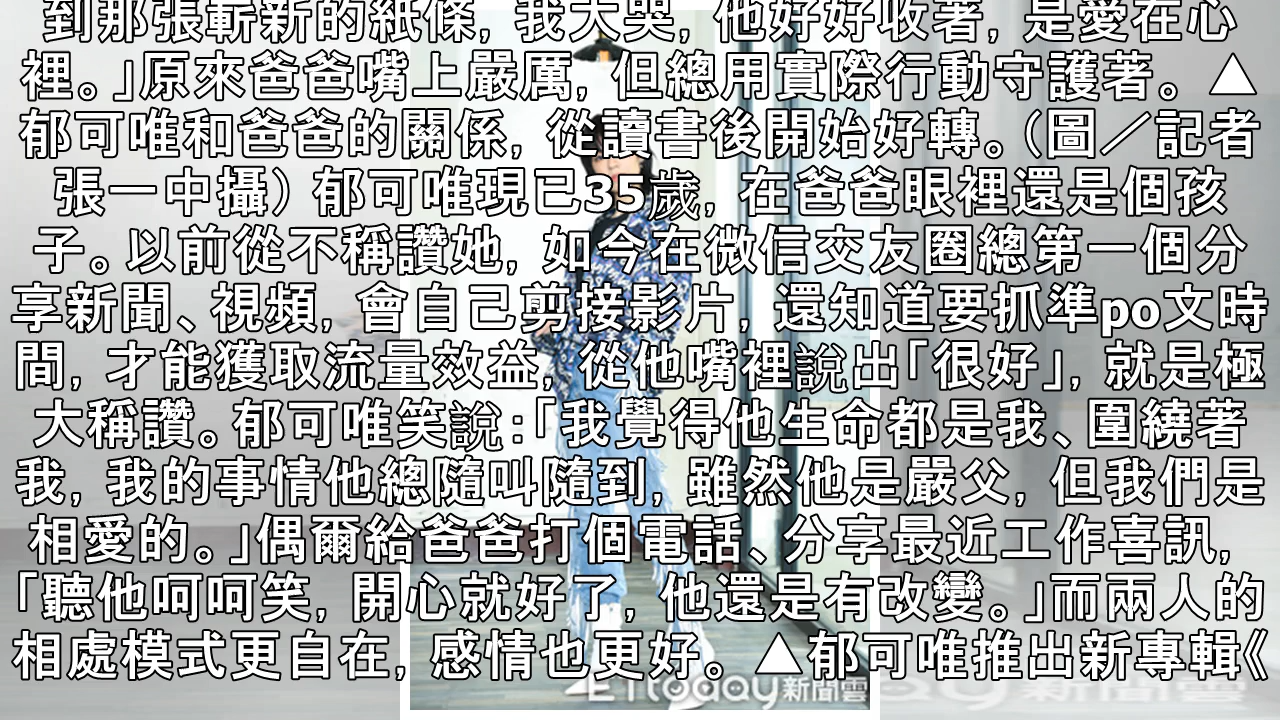 到那張嶄新的紙條, 我大哭, 他好好收著, 是愛在心
裡。」原來爸爸嘴上嚴厲, 但總用實際行動守護著。 ▲
郁可唯和爸爸的關係, 從讀書後開始好轉。(圖／記者
張一中攝) 郁可唯現已35歲, 在爸爸眼裡還是個孩
子。以前從不稱讚她, 如今在微信交友圈總第一個分
享新聞、視頻, 會自己剪接影片, 還知道要抓準po文時
間, 才能獲取流量效益, 從他嘴裡說出「很好」, 就是極
大稱讚。郁可唯笑說:「我覺得他生命都是我、圍繞著
我, 我的事情他總隨叫隨到, 雖然他是嚴父, 但我們是
相愛的。」偶爾給爸爸打個電話、分享最近工作喜訊,
「聽他呵呵笑, 開心就好了, 他還是有改變。」而兩人的
相處模式更自在, 感情也更好。 ▲郁可唯推出新專輯《
ETtoday新聞雲